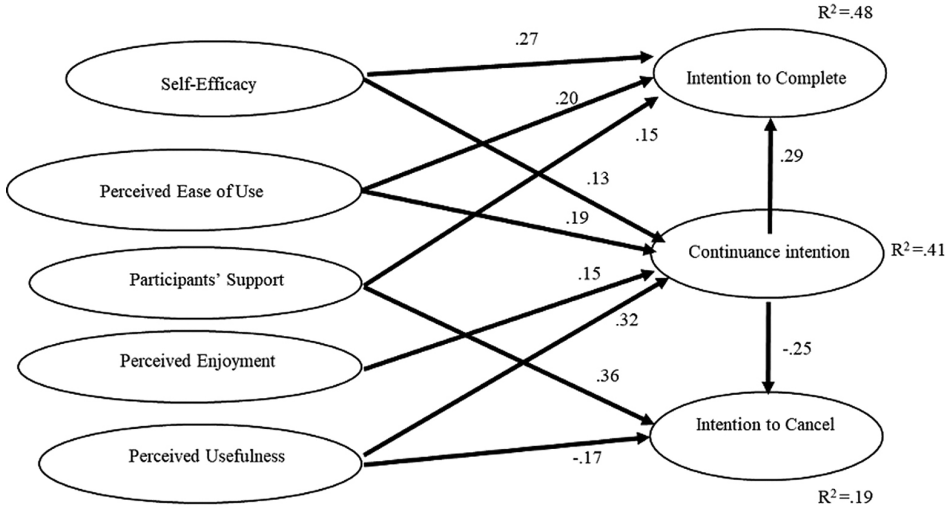 R²=.48
.27
Self-Efficacy
Intention to Complete
.20
.15
.29
Perceived Ease of Use
.13
.19
Continuance intention
R²=.41
Participants’ Support
.15
.32
Perceived Enjoyment
-.25
.36
Intention to Cancel
Perceived Usefulness
-.17
R²=.19